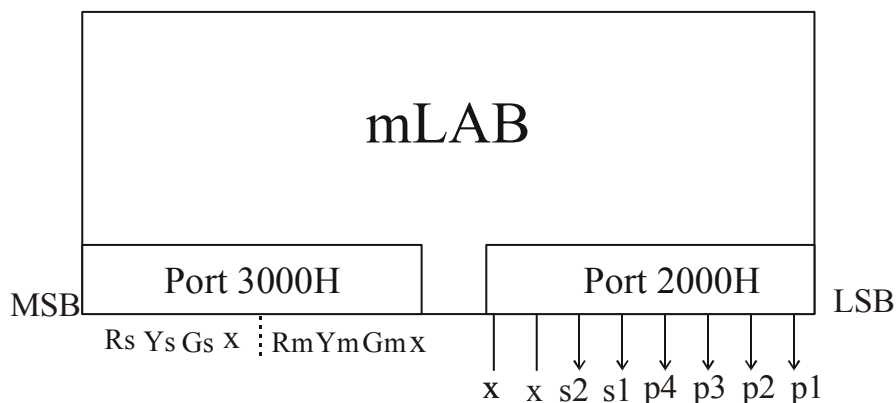 mLAB
Port 3000H
Port 2000H
MSB
LSB
Rs Ys Gs x Rm Ym Gm x
x x s2 s1 p4 p3 p2 p1